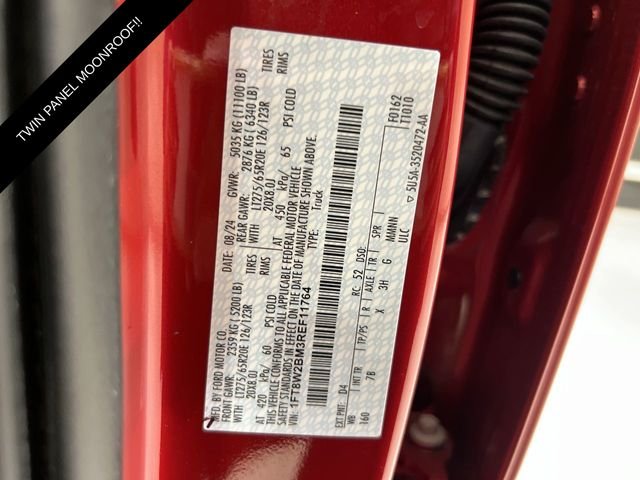 TWIN PANEL MOONROOF!!
MFD. BY FORD MOTOR CO.
DATE: 08/24 GVWR: 5035 KG (11100 LB)
FRONT GAWR: 2359 KG (5200 LB) REAR GAWR: 2876 KG (6340 LB)
WITH LT275/65R20E 126/123R TIRES WITH LT275/65R20E 126/123R TIRES
20X8.0J RIMS 20X8.0J RIMS
AT 420 kPa/ 60 PSI COLD AT 450 kPa/ 65 PSI COLD
THIS VEHICLE CONFORMS TO ALL APPLICABLE FEDERAL MOTOR VEHICLE
SAFETY STANDARDS IN EFFECT ON THE DATE OF MANUFACTURE SHOWN ABOVE.
VIN: 1FT8W2BM3REF11764 TYPE: Truck
EXT PNT: D4 RC: 52 DSO: F0162
WB INT TR TP/PS R AXLE TR SPR 11010
160 7B X 3H G MMNN
ULC ▽ 5U5A-3520472-AA